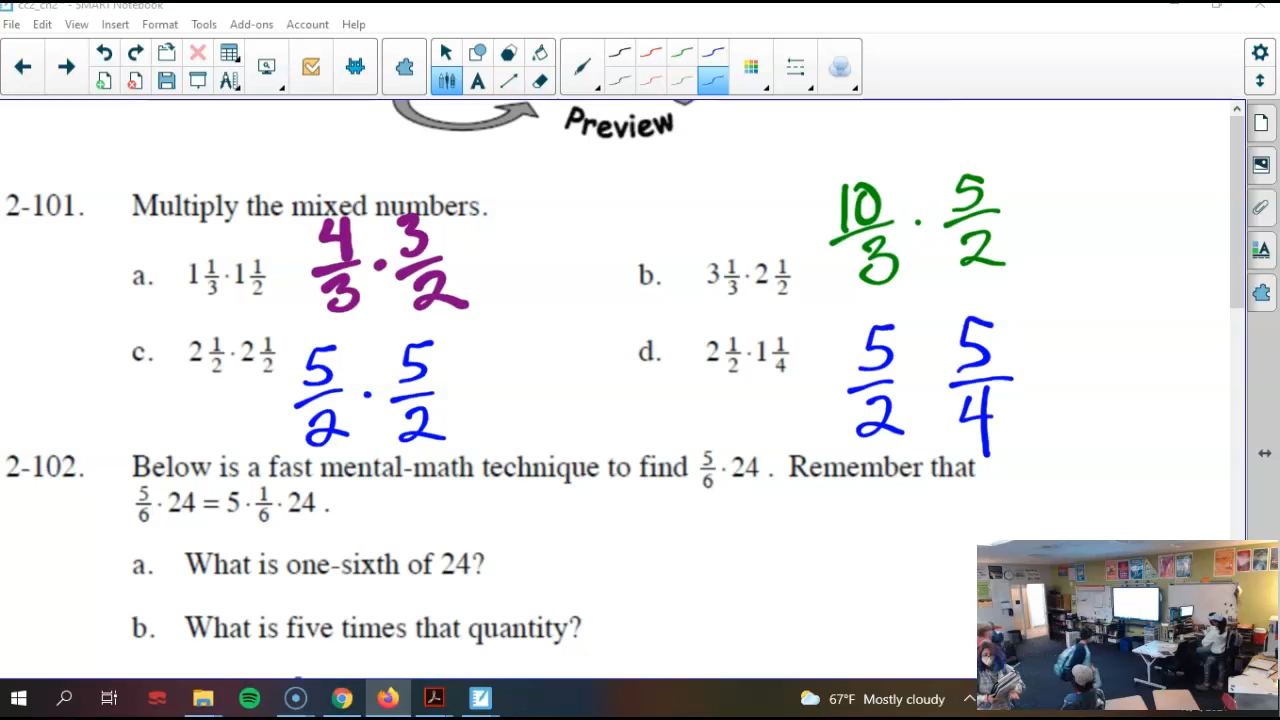 cc2_ch2* - SMART Notebook
File Edit View Insert Format Tools Add-ons Account Help
Preview
2-101. Multiply the mixed numbers.
a. 1 1/3 · 1 1/2 4/3 · 3/2
b. 3 1/3 · 2 1/2 10/3 · 5/2
c. 2 1/2 · 2 1/2 5/2 · 5/2
d. 2 1/2 · 1 1/4 5/2 5/4
2-102. Below is a fast mental-math technique to find 5/6 · 24 . Remember that
5/6 · 24 = 5 · 1/6 · 24 .
a. What is one-sixth of 24?
b. What is five times that quantity?
67°F Mostly cloudy